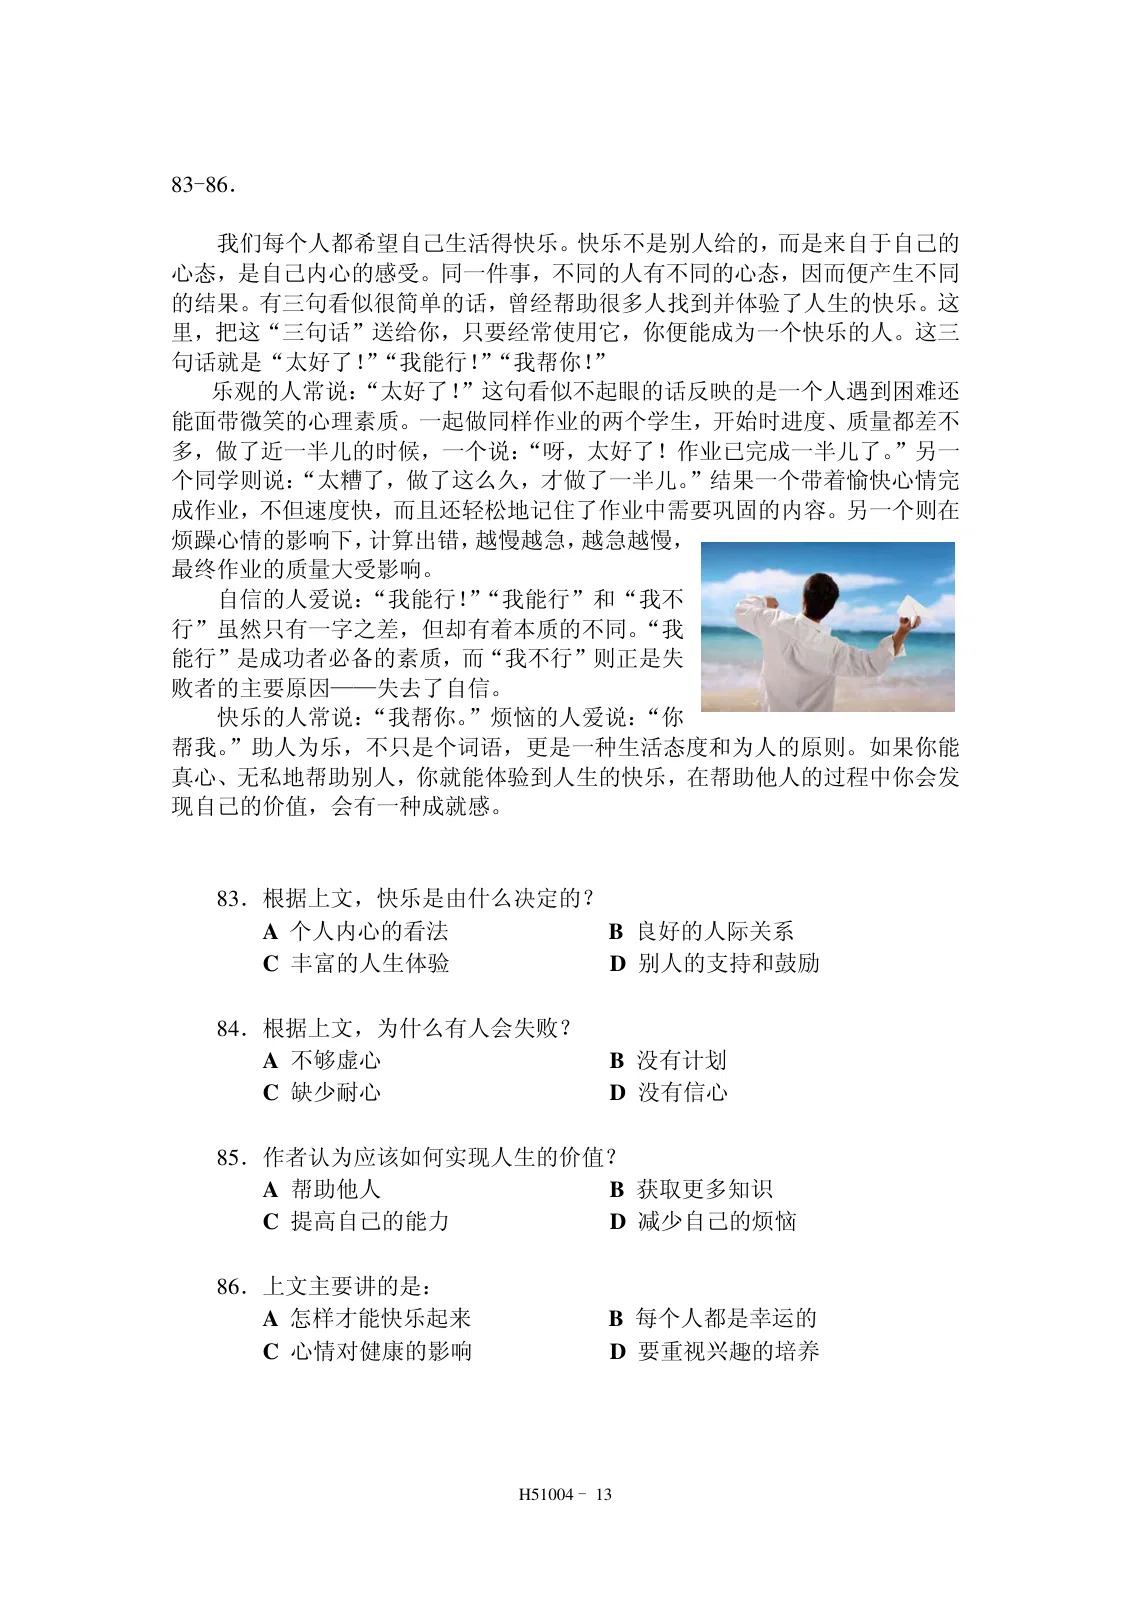 83-86．
我们每个人都希望自己生活得快乐。快乐不是别人给的，而是来自于自己的
心态，是自己内心的感受。同一件事，不同的人有不同的心态，因而便产生不同
的结果。有三句看似很简单的话，曾经帮助很多人找到并体验了人生的快乐。这
里，把这“三句话”送给你，只要经常使用它，你便能成为一个快乐的人。这三
句话就是“太好了！”“我能行！”“我帮你！”
乐观的人常说：“太好了！”这句看似不起眼的话反映的是一个人遇到困难还
能面带微笑的心理素质。一起做同样作业的两个学生，开始时进度、质量都差不
多，做了近一半儿的时候，一个说：“呀，太好了！作业已完成一半儿了。”另一
个同学则说：“太糟了，做了这么久，才做了一半儿。”结果一个带着愉快心情完
成作业，不但速度快，而且还轻松地记住了作业中需要巩固的内容。另一个则在
烦躁心情的影响下，计算出错，越慢越急，越急越慢，
最终作业的质量大受影响。
自信的人爱说：“我能行！”“我能行”和“我不
行”虽然只有一字之差，但却有着本质的不同。“我
能行”是成功者必备的素质，而“我不行”则正是失
败者的主要原因——失去了自信。
快乐的人常说：“我帮你。”烦恼的人爱说：“你
帮我。”助人为乐，不只是个词语，更是一种生活态度和为人的原则。如果你能
真心、无私地帮助别人，你就能体验到人生的快乐，在帮助他人的过程中你会发
现自己的价值，会有一种成就感。
83．根据上文，快乐是由什么决定的？
A 个人内心的看法 B 良好的人际关系
C 丰富的人生体验 D 别人的支持和鼓励
84．根据上文，为什么有人会失败？
A 不够虚心 B 没有计划
C 缺少耐心 D 没有信心
85．作者认为应该如何实现人生的价值？
A 帮助他人 B 获取更多知识
C 提高自己的能力 D 减少自己的烦恼
86．上文主要讲的是：
A 怎样才能快乐起来 B 每个人都是幸运的
C 心情对健康的影响 D 要重视兴趣的培养
H51004－ 13